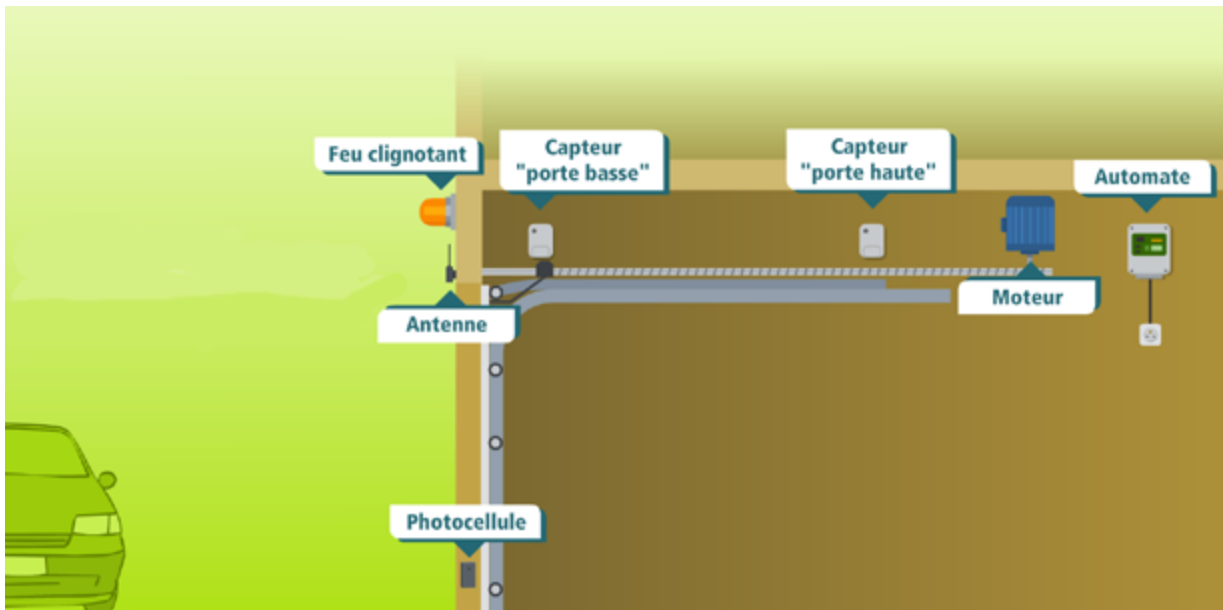 Feu clignotant
Capteur
"porte basse"
Capteur
"porte haute"
Automate
Antenne
Moteur
Photocellule